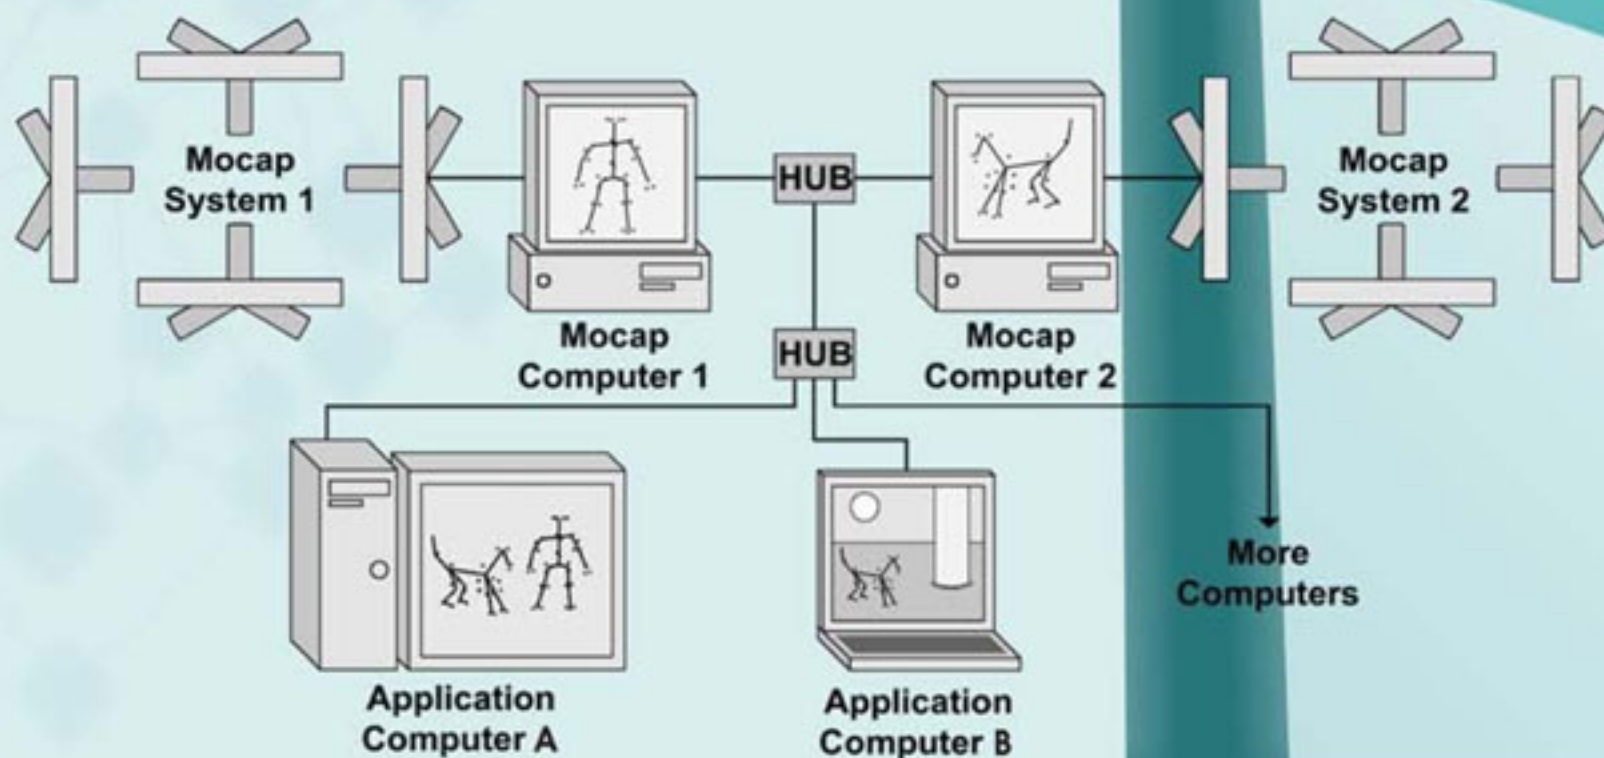 Mocap
System 1
HUB
Mocap
System 2
Mocap
Computer 1
HUB
Mocap
Computer 2
More
Computers
Application
Computer A
Application
Computer B